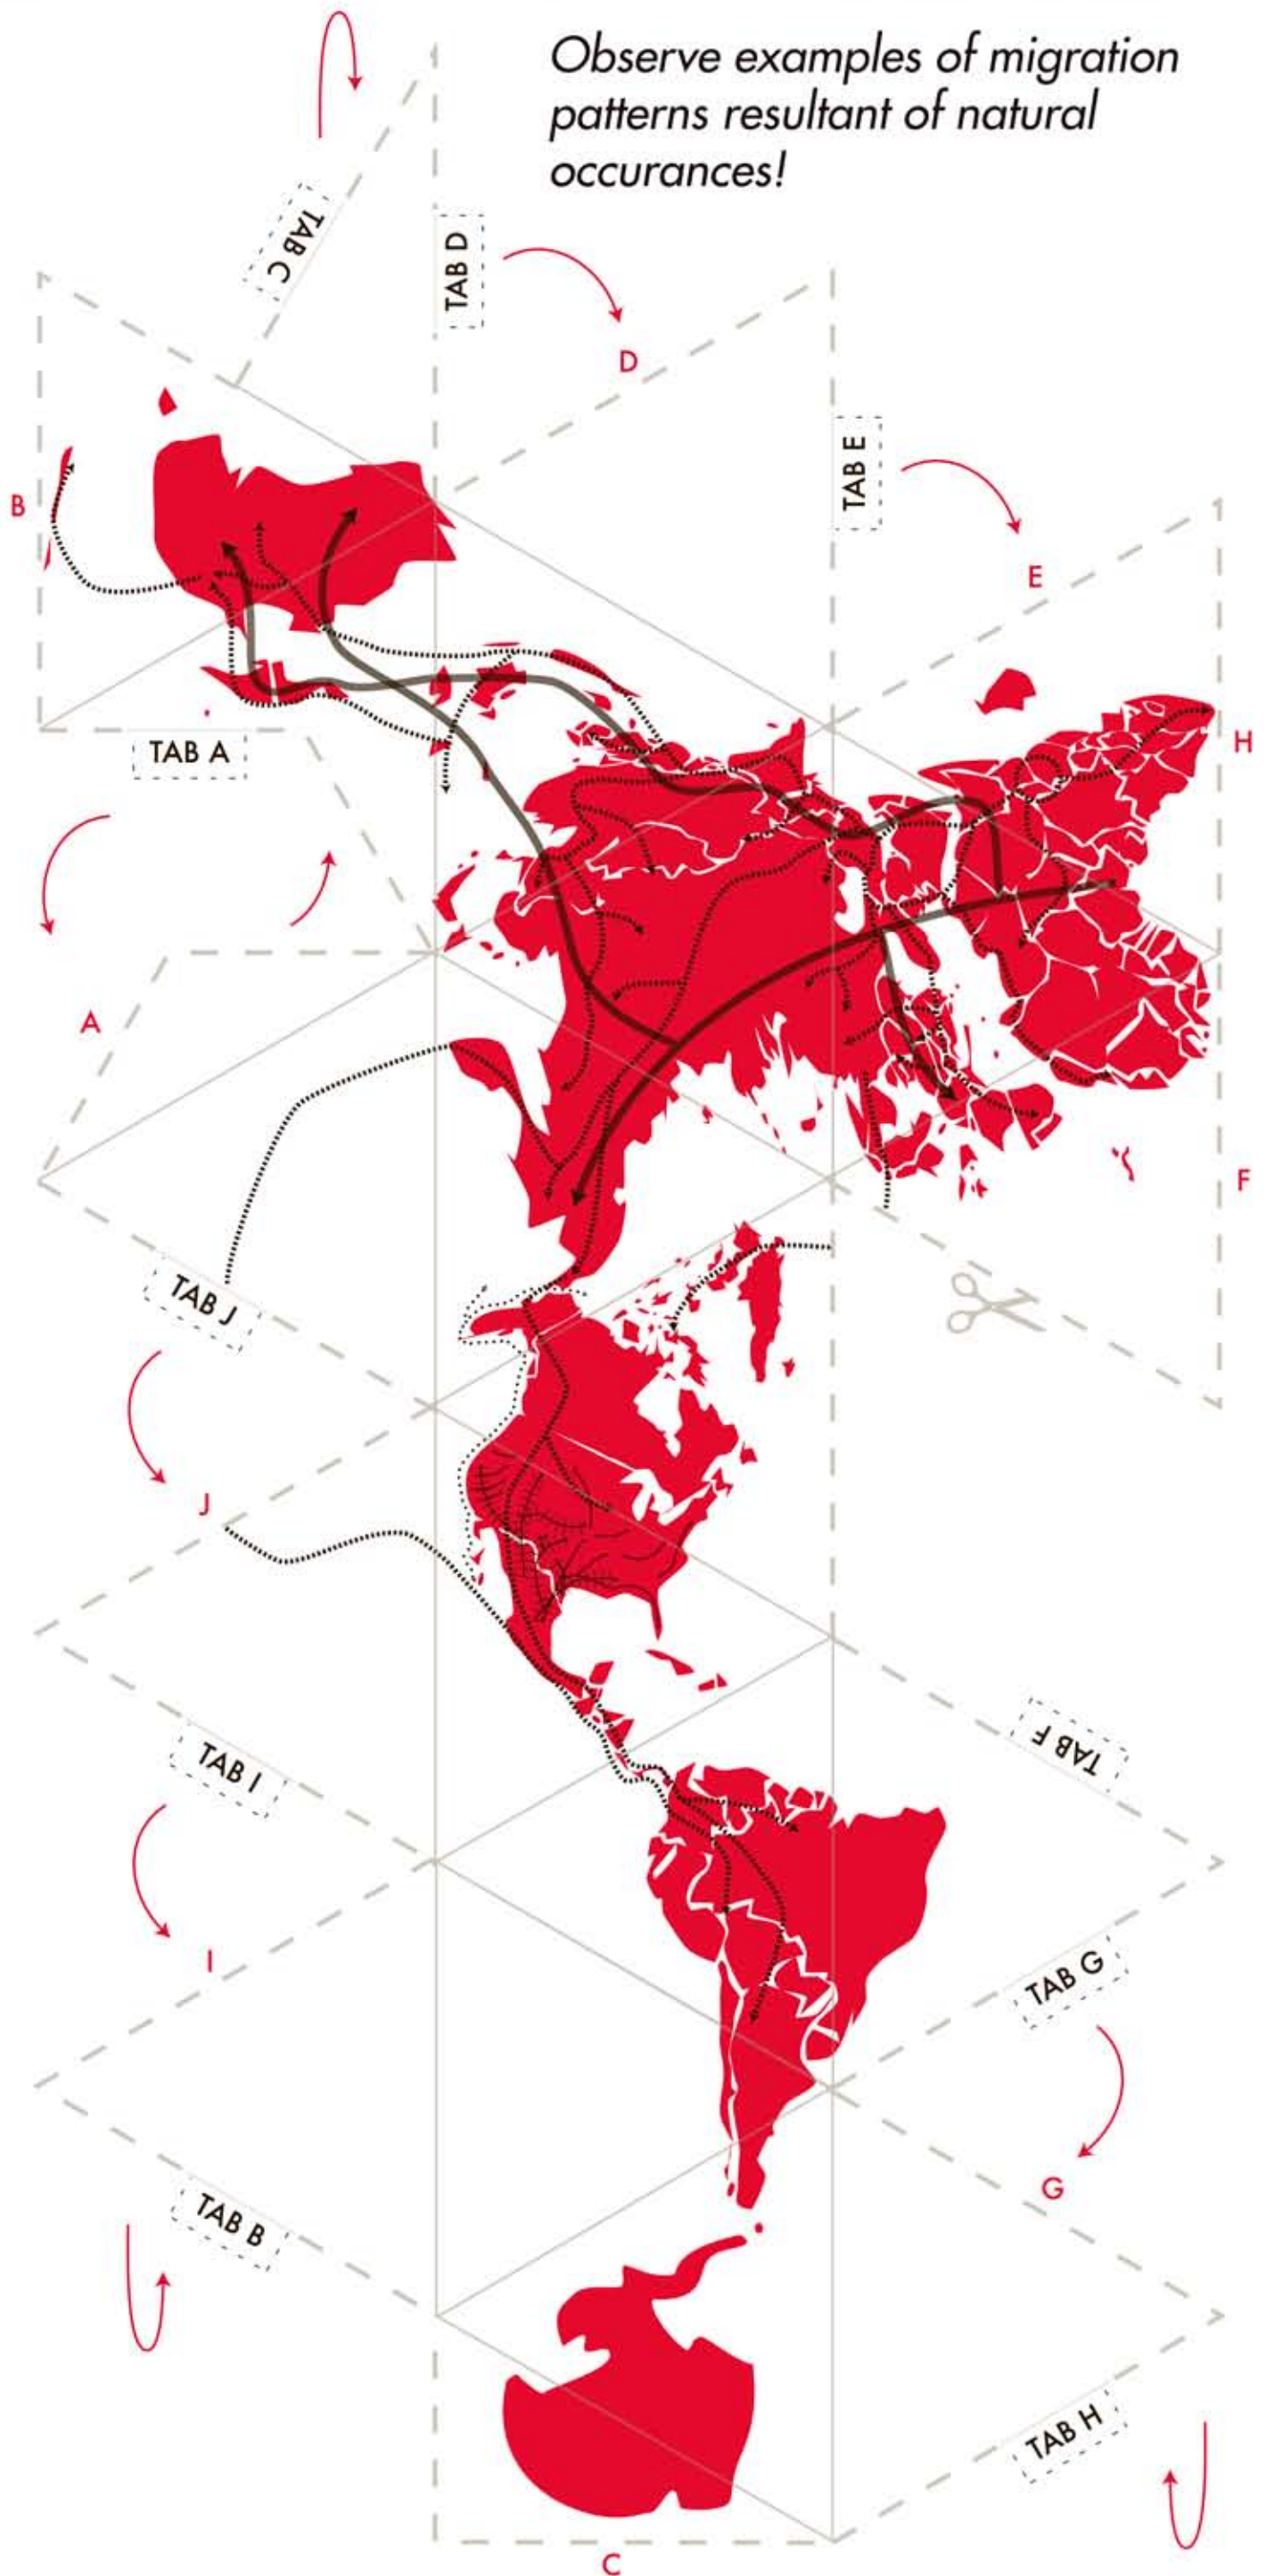 Observe examples of migration
patterns resultant of natural
occurances!
TAB C
TAB D
D
TAB E
B
E
H
TAB A
A
F
TAB J
J
TAB F
TAB I
I
TAB G
G
TAB B
TAB H
C